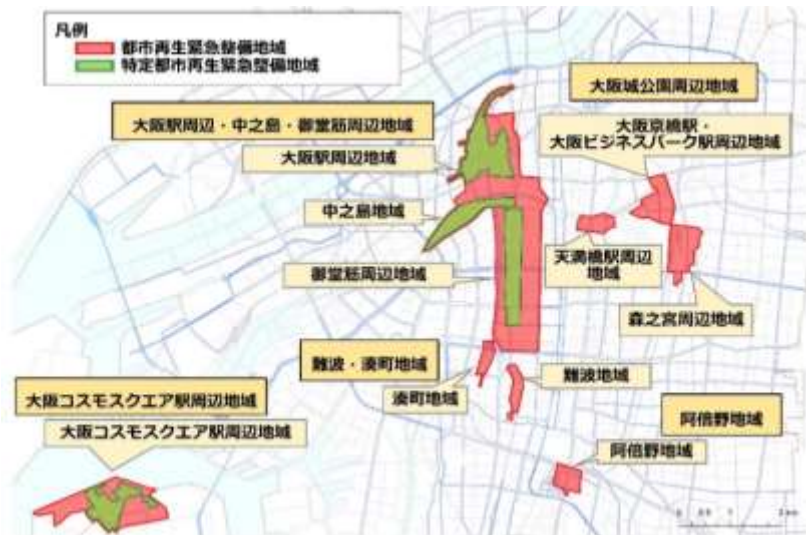 凡例
都市再生緊急整備地域
特定都市再生緊急整備地域
大阪城公園周辺地域
大阪駅周辺・中之島・御堂筋周辺地域
大阪京橋駅・
大阪ビジネスパーク駅周辺地域
大阪駅周辺地域
中之島地域
天満橋駅周辺
地域
御堂筋周辺地域
森之宮周辺地域
難波・湊町地域
湊町地域
難波地域
大阪コスモスクエア駅周辺地域
大阪コスモスクエア駅周辺地域
阿倍野地域
阿倍野地域